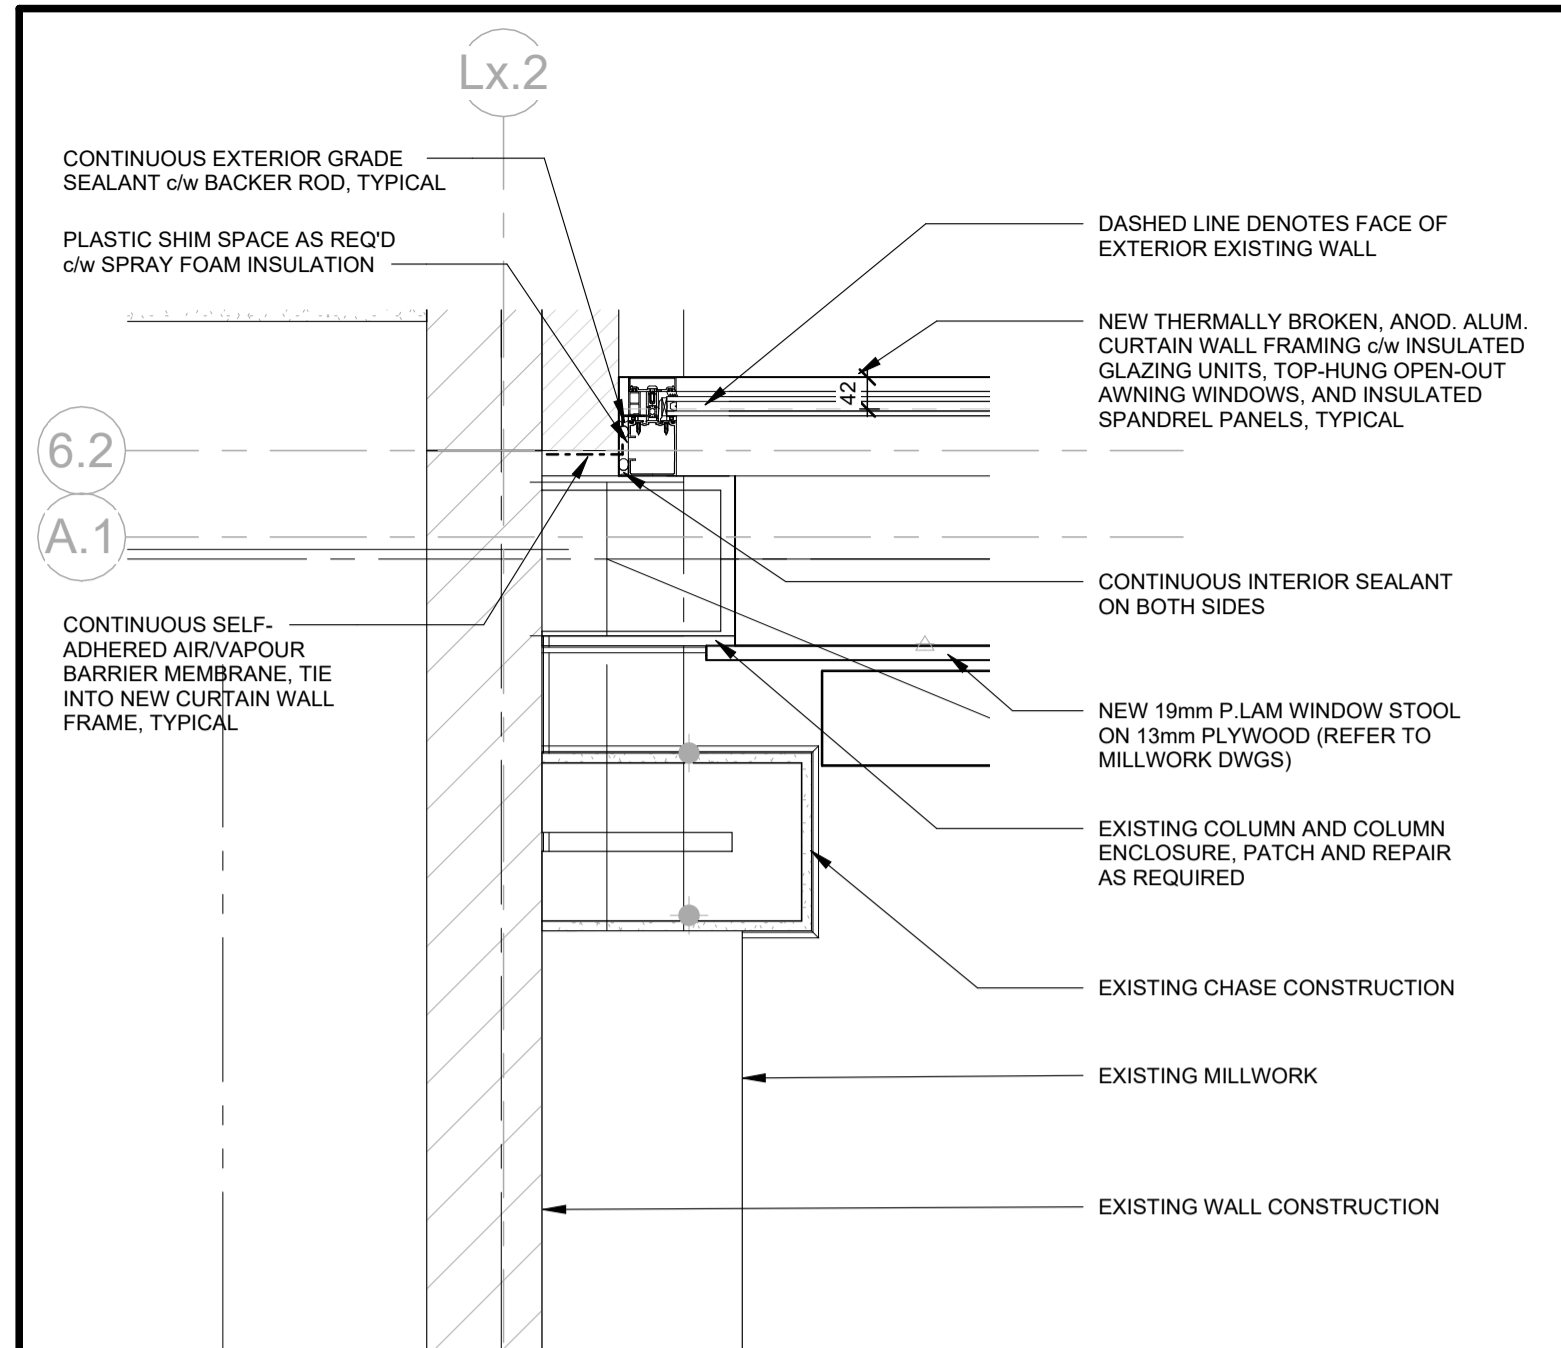 Lx.2
CONTINUOUS EXTERIOR GRADE
SEALANT c/w BACKER ROD, TYPICAL
PLASTIC SHIM SPACE AS REQ'D
c/w SPRAY FOAM INSULATION
DASHED LINE DENOTES FACE OF
EXTERIOR EXISTING WALL
NEW THERMALLY BROKEN, ANOD. ALUM.
CURTAIN WALL FRAMING c/w INSULATED
GLAZING UNITS, TOP-HUNG OPEN-OUT
AWNING WINDOWS, AND INSULATED
SPANDREL PANELS, TYPICAL
42
6.2
A.1
CONTINUOUS INTERIOR SEALANT
ON BOTH SIDES
CONTINUOUS SELF-
ADHERED AIR/VAPOUR
BARRIER MEMBRANE, TIE
INTO NEW CURTAIN WALL
FRAME, TYPICAL
NEW 19mm P.LAM WINDOW STOOL
ON 13mm PLYWOOD (REFER TO
MILLWORK DWGS)
EXISTING COLUMN AND COLUMN
ENCLOSURE, PATCH AND REPAIR
AS REQUIRED
EXISTING CHASE CONSTRUCTION
EXISTING MILLWORK
EXISTING WALL CONSTRUCTION